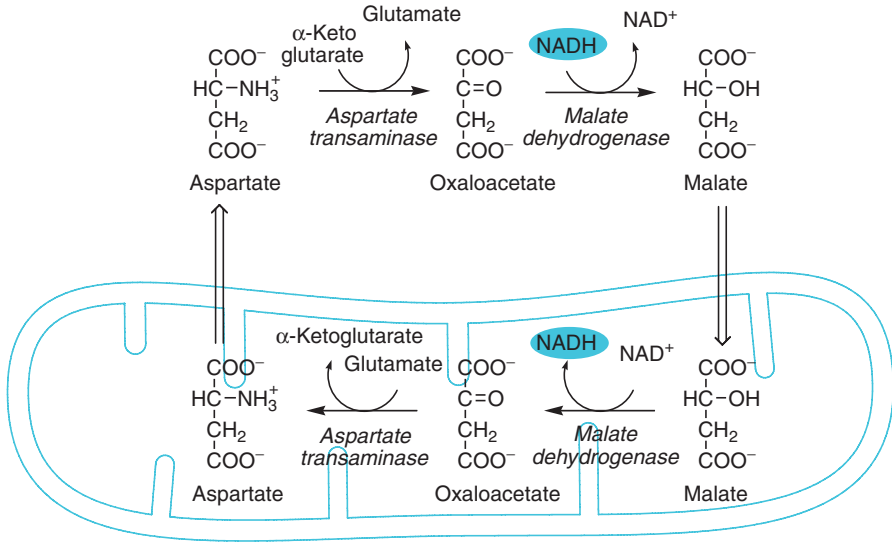 Glutamate
α-Keto
glutarate
NADH
NAD⁺
COO⁻
HC–NH₃⁺
CH₂
COO⁻
Aspartate
Aspartate
transaminase
COO⁻
C=O
CH₂
COO⁻
Oxaloacetate
Malate
dehydrogenase
COO⁻
HC–OH
CH₂
COO⁻
Malate
α-Ketoglutarate
Glutamate
NADH
NAD⁺
COO⁻
HC–NH₃⁺
CH₂
COO⁻
Aspartate
Aspartate
transaminase
COO⁻
C=O
CH₂
COO⁻
Oxaloacetate
Malate
dehydrogenase
COO⁻
HC–OH
CH₂
COO⁻
Malate